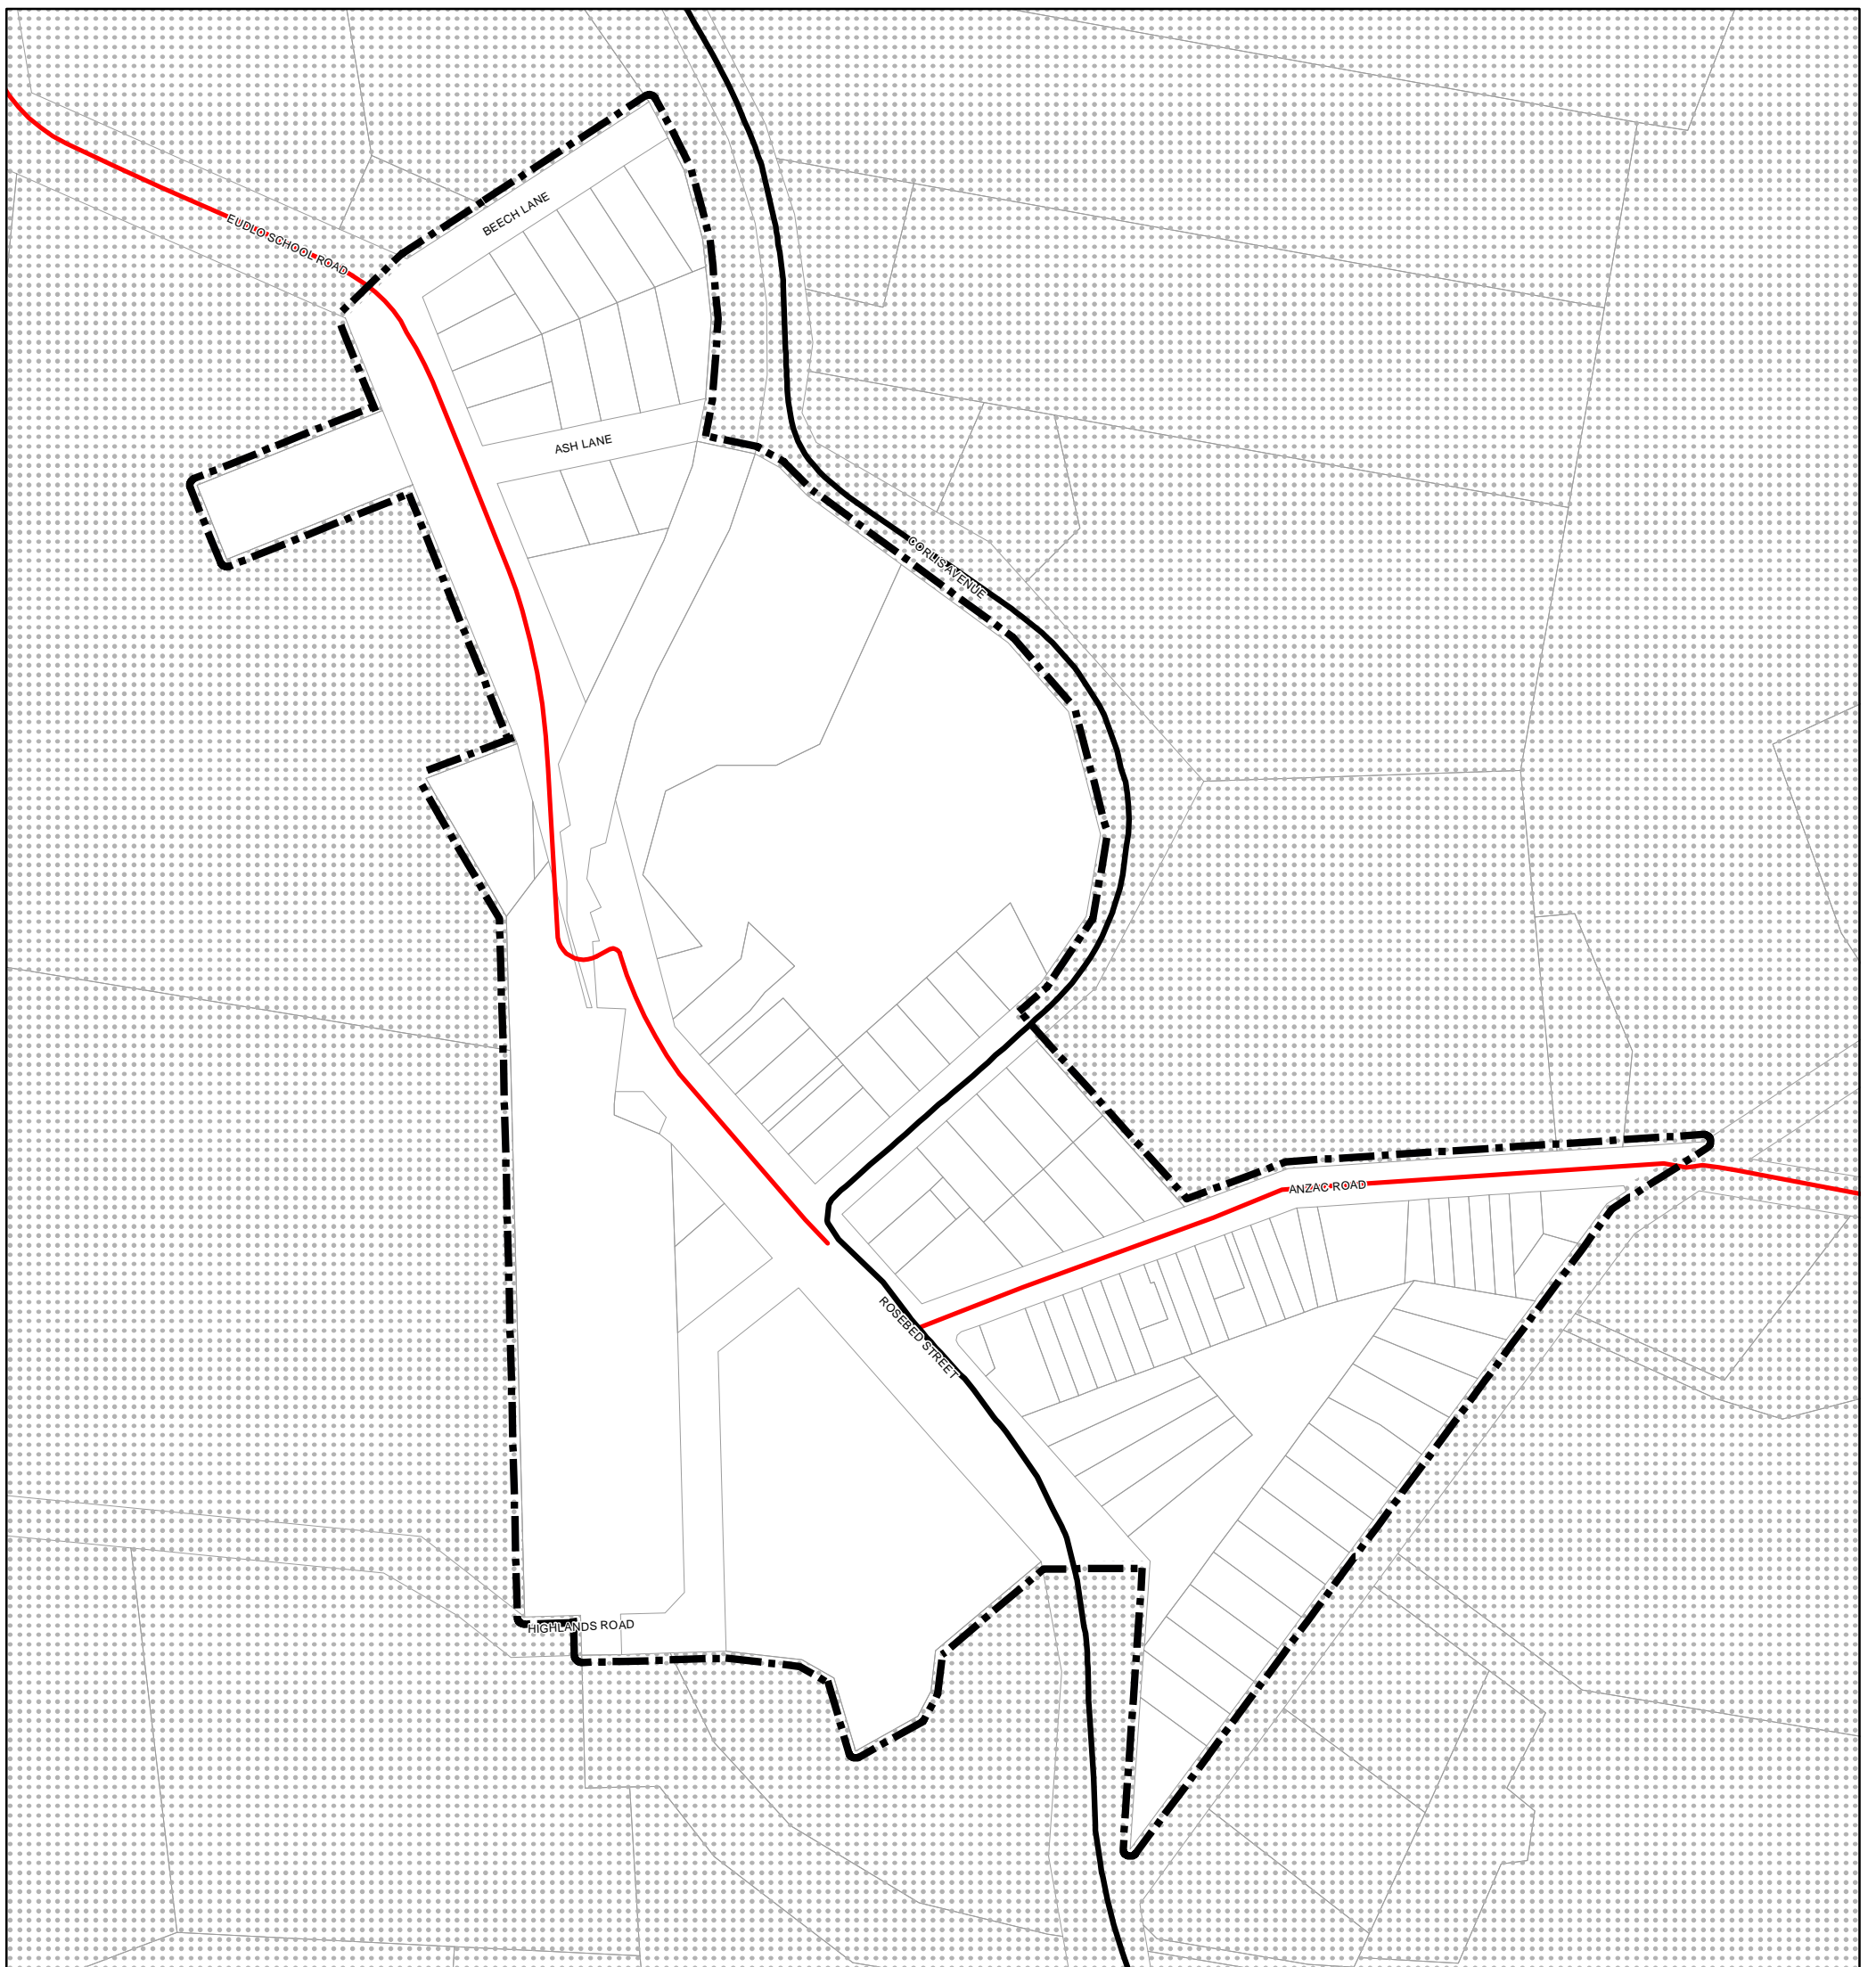 BEECH LANE
EUDLO SCHOOL ROAD
ASH LANE
CORLIS AVENUE
ANZAC ROAD
ROSEBED STREET
HIGHLANDS ROAD